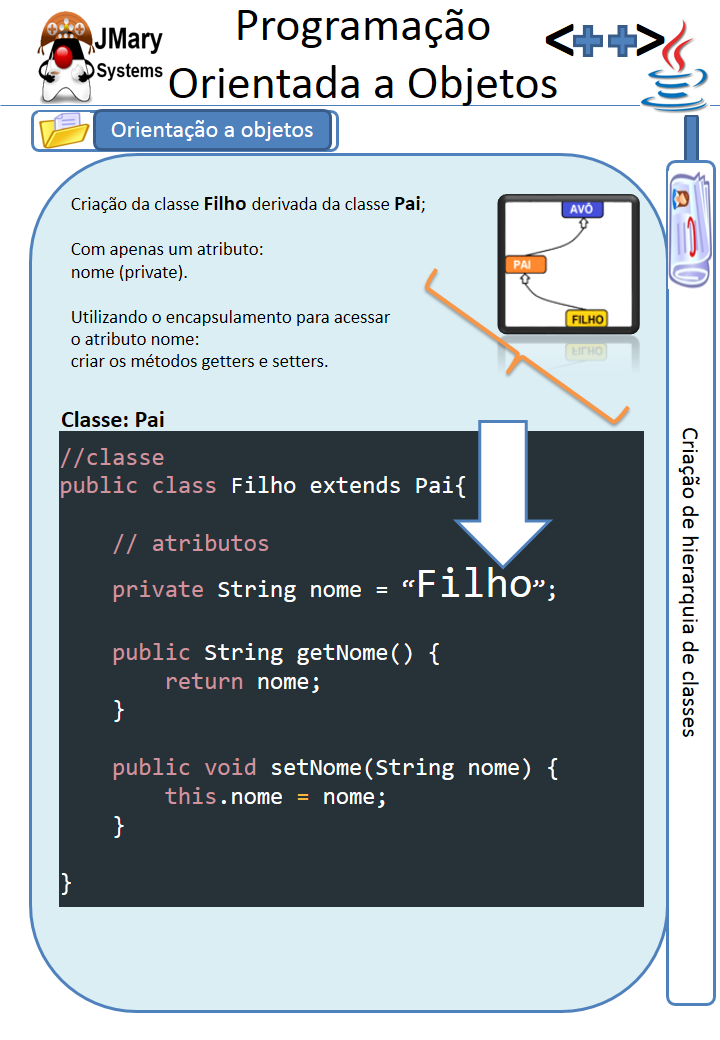 JMary
Systems
Programação
Orientada a Objetos
<++>
Orientação a objetos
Criação da classe Filho derivada da classe Pai;
Com apenas um atributo:
nome (private).
Utilizando o encapsulamento para acessar
o atributo nome:
criar os métodos getters e setters.
AVÔ
PAI
FILHO
Classe: Pai
//classe
public class Filho extends Pai{
// atributos
private String nome = “Filho”;
public String getNome() {
return nome;
}
public void setNome(String nome) {
this.nome = nome;
}
}
Criação de hierarquia de classes